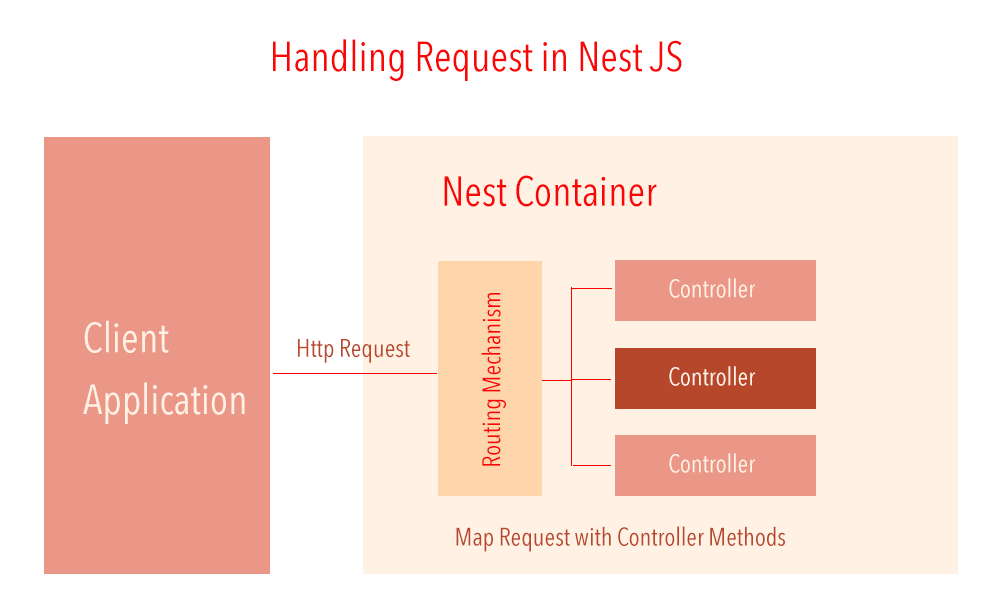 Handling Request in Nest JS
Nest Container
Client
Application
Http Request
Routing Mechanism
Controller
Controller
Controller
Map Request with Controller Methods